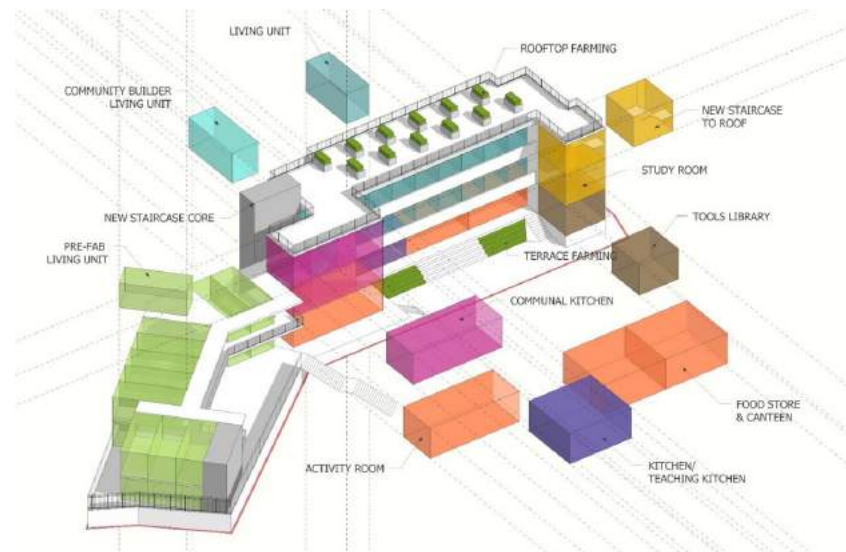 LIVING UNIT
ROOFTOP FARMING
COMMUNITY BUILDER
LIVING UNIT
NEW STAIRCASE
TO ROOF
STUDY ROOM
NEW STAIRCASE CORE
TOOLS LIBRARY
PRE-FAB
LIVING UNIT
TERRACE FARMING
COMMUNAL KITCHEN
FOOD STORE
& CANTEEN
ACTIVITY ROOM
KITCHEN/
TEACHING KITCHEN